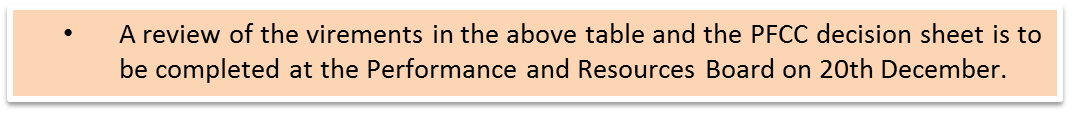 • A review of the virements in the above table and the PFCC decision sheet is to
be completed at the Performance and Resources Board on 20th December.